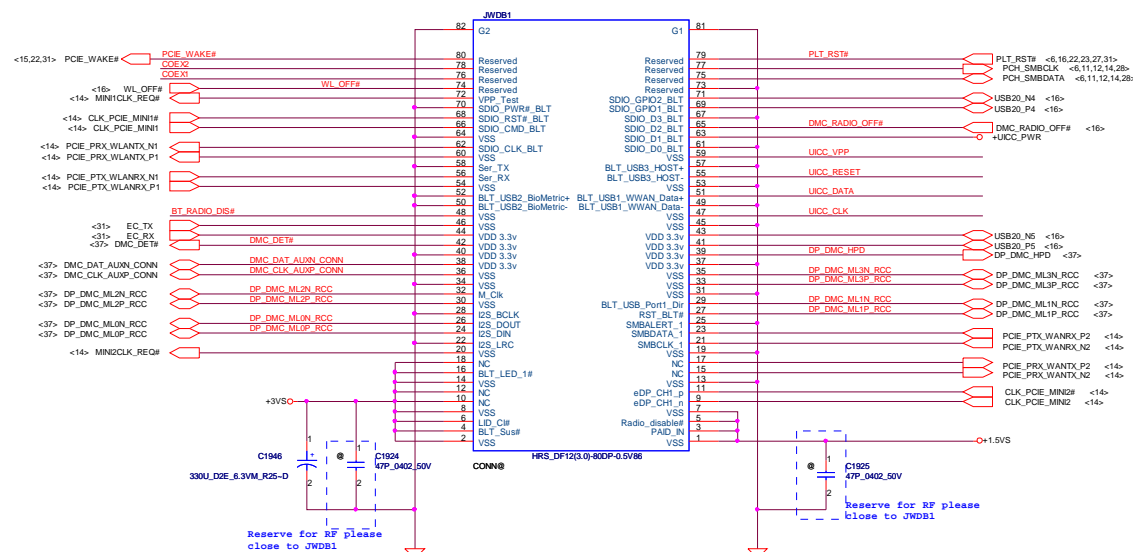 JWDB1
82 G2 G1 81
<15,22,31> PCIE_WAKE# PCIE_WAKE# 80 Reserved Reserved 79 PLT_RST# PLT_RST# <6,16,22,23,27,31>
COEX2 78 Reserved Reserved 77 PCH_SMBCLK <6,11,12,14,28>
COEX1 76 Reserved Reserved 75 PCH_SMBDATA <6,11,12,14,28>
<16> WL_OFF# WL_OFF# 74 Reserved Reserved 73
<14> MINI1CLK_REQ# 72 VPP_Test SDIO_GPIO2_BLT 71 USB20_N4 <16>
70 SDIO_PWR#_BLT SDIO_GPIO1_BLT 69 USB20_P4 <16>
<14> CLK_PCIE_MINI1# 68 SDIO_RST#_BLT SDIO_D3_BLT 67
<14> CLK_PCIE_MINI1 66 SDIO_CMD_BLT SDIO_D2_BLT 65 DMC_RADIO_OFF# DMC_RADIO_OFF# <16>
64 VSS SDIO_D1_BLT 63 +UICC_PWR
<14> PCIE_PRX_WLANTX_N1 62 SDIO_CLK_BLT SDIO_D0_BLT 61
<14> PCIE_PRX_WLANTX_P1 60 VSS VSS 59 UICC_VPP
58 Ser_TX BLT_USB3_HOST+ 57
<14> PCIE_PTX_WLANRX_N1 56 Ser_RX BLT_USB3_HOST- 55 UICC_RESET
<14> PCIE_PTX_WLANRX_P1 54 VSS VSS 53
52 BLT_USB2_BioMetric+ BLT_USB1_WWAN_Data+ 51 UICC_DATA
50 BLT_USB2_BioMetric- BLT_USB1_WWAN_Data- 49
BT_RADIO_DIS# 48 VSS VSS 47 UICC_CLK
<31> EC_TX 46 VSS VSS 45
<31> EC_RX 44 VDD 3.3v VDD 3.3v 43 USB20_N5 <16>
<37> DMC_DET# DMC_DET# 42 VDD 3.3v VDD 3.3v 41 USB20_P5 <16>
40 VDD 3.3v VDD 3.3v 39 DP_DMC_HPD DP_DMC_HPD <37>
<37> DMC_DAT_AUXN_CONN DMC_DAT_AUXN_CONN 38 VDD 3.3v VDD 3.3v 37
<37> DMC_CLK_AUXP_CONN DMC_CLK_AUXP_CONN 36 VSS VSS 35 DP_DMC_ML3N_RCC DP_DMC_ML3N_RCC <37>
34 VSS VSS 33 DP_DMC_ML3P_RCC DP_DMC_ML3P_RCC <37>
<37> DP_DMC_ML2N_RCC DP_DMC_ML2N_RCC 32 M_Clk VSS 31
<37> DP_DMC_ML2P_RCC DP_DMC_ML2P_RCC 30 VSS BLT_USB_Port1_Dir 29 DP_DMC_ML1N_RCC DP_DMC_ML1N_RCC <37>
28 I2S_BCLK RST_BLT# 27 DP_DMC_ML1P_RCC DP_DMC_ML1P_RCC <37>
<37> DP_DMC_ML0N_RCC DP_DMC_ML0N_RCC 26 I2S_DOUT SMBALERT_1 25
<37> DP_DMC_ML0P_RCC DP_DMC_ML0P_RCC 24 I2S_DIN SMBDATA_1 23 PCIE_PTX_WANRX_P2 <14>
22 I2S_LRC SMBCLK_1 21 PCIE_PTX_WANRX_N2 <14>
<14> MINI2CLK_REQ# 20 VSS VSS 19
18 NC NC 17 PCIE_PRX_WANTX_P2 <14>
16 BLT_LED_1# NC 15 PCIE_PRX_WANTX_N2 <14>
14 VSS VSS 13
12 NC eDP_CH1_p 11 CLK_PCIE_MINI2# <14>
+3VS 10 NC eDP_CH1_n 9 CLK_PCIE_MINI2 <14>
8 VSS VSS 7
6 LID_Cl# Radio_disable# 5
4 BLT_Sus# PAID_IN 3
2 VSS VSS 1 +1.5VS
CONN@ HRS_DF12(3.0)-80DP-0.5V86
1 2 + C1946
330U_D2E_6.3VM_R25~D
1 2 @ C1924
47P_0402_50V
Reserve for RF please
close to JWDB1
1 2 @ C1925
47P_0402_50V
Reserve for RF please
close to JWDB1